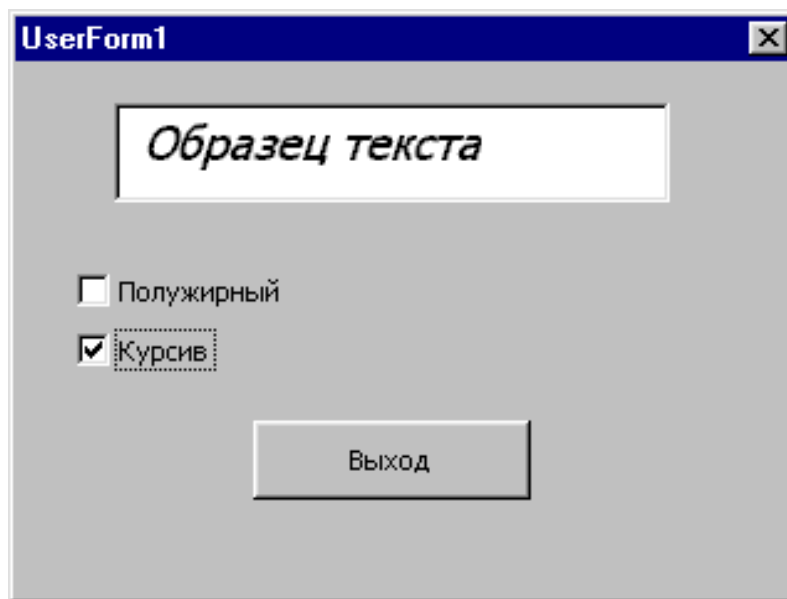 UserForm1
Образец текста
Полужирный
Курсив
Выход